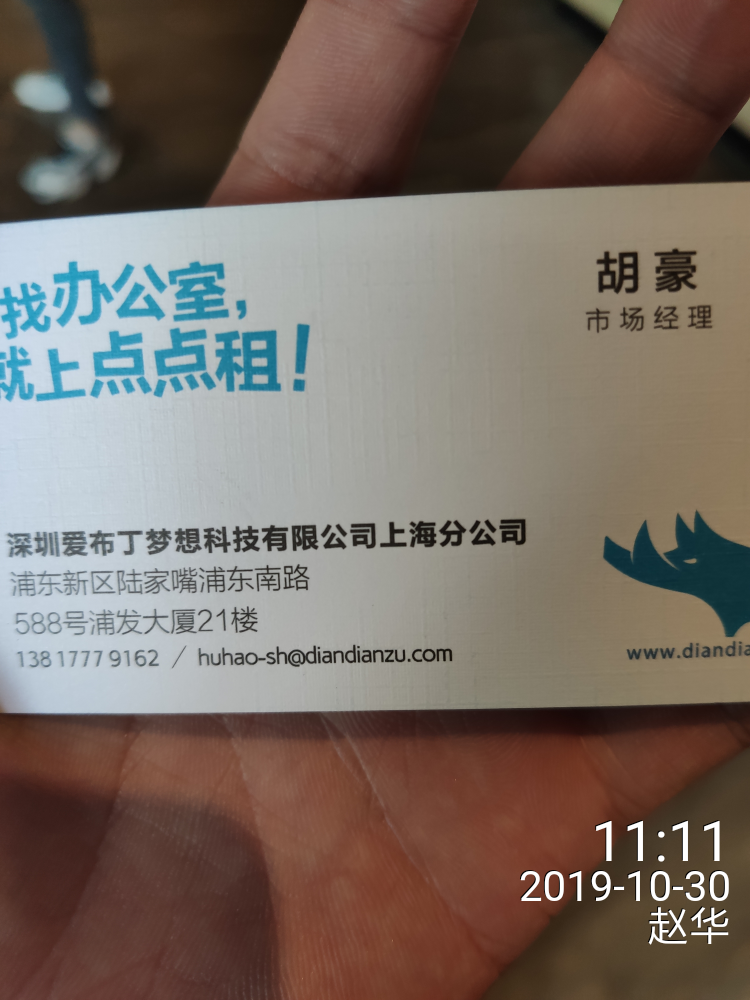 找办公室，
就上点点租！
胡豪
市场经理
深圳爱布丁梦想科技有限公司上海分公司
浦东新区陆家嘴浦东南路
588号浦发大厦21楼
138 1777 9162 / huhao-sh@diandianzu.com
www.diandia
11:11
2019-10-30
赵华